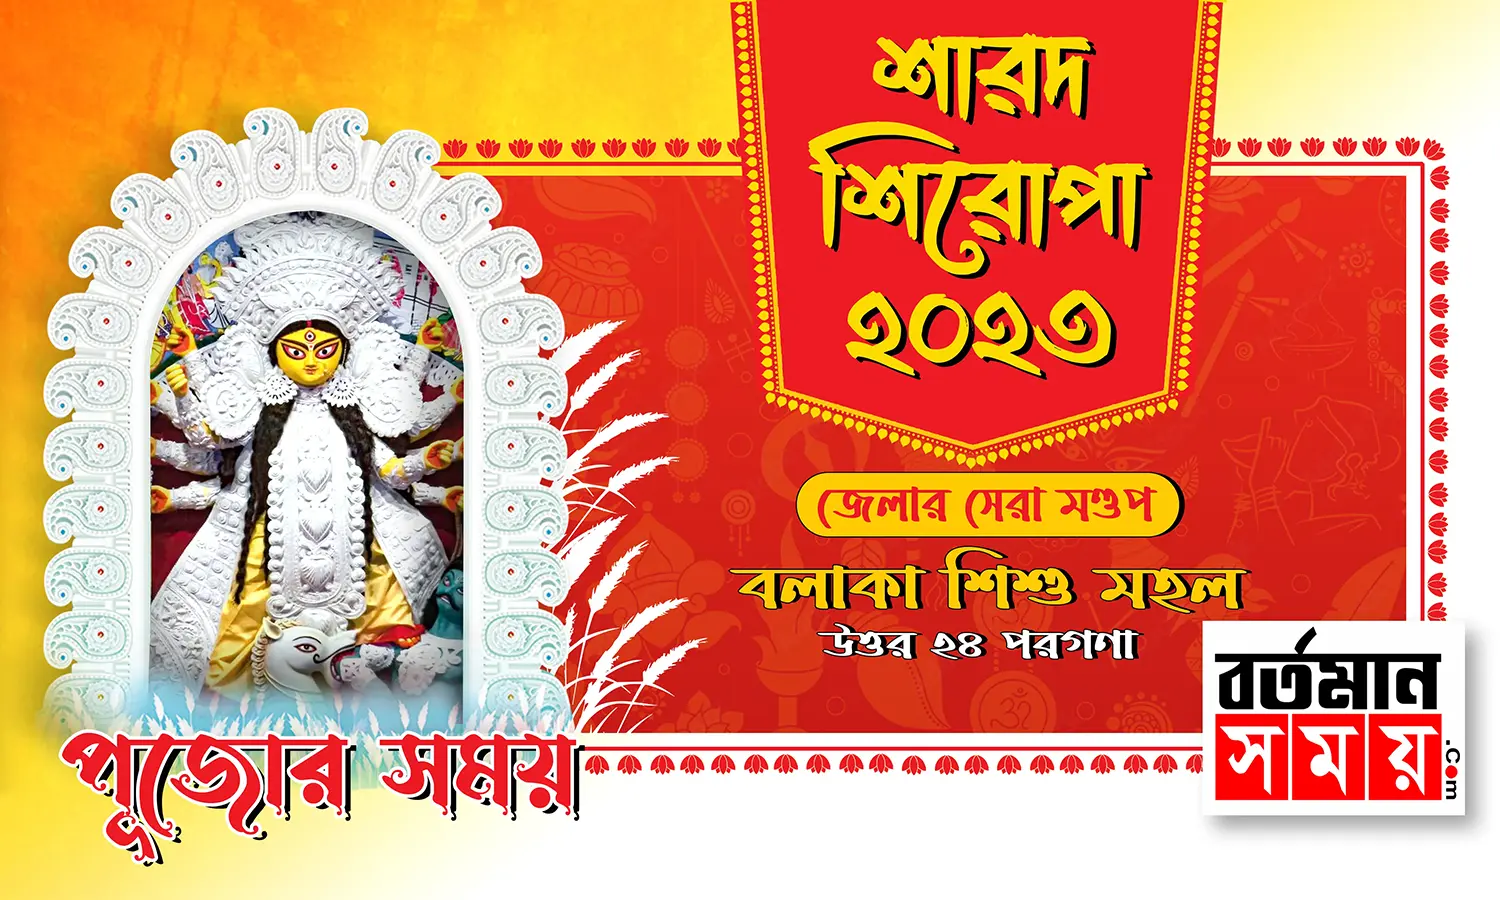 শারদ
শিরোপা
২০২৩
জেলার সেরা মণ্ডপ
বলাকা শিশু মহল
উত্তর ২৪ পরগণা
পূজোর সময়
বর্তমান
সময়.Com